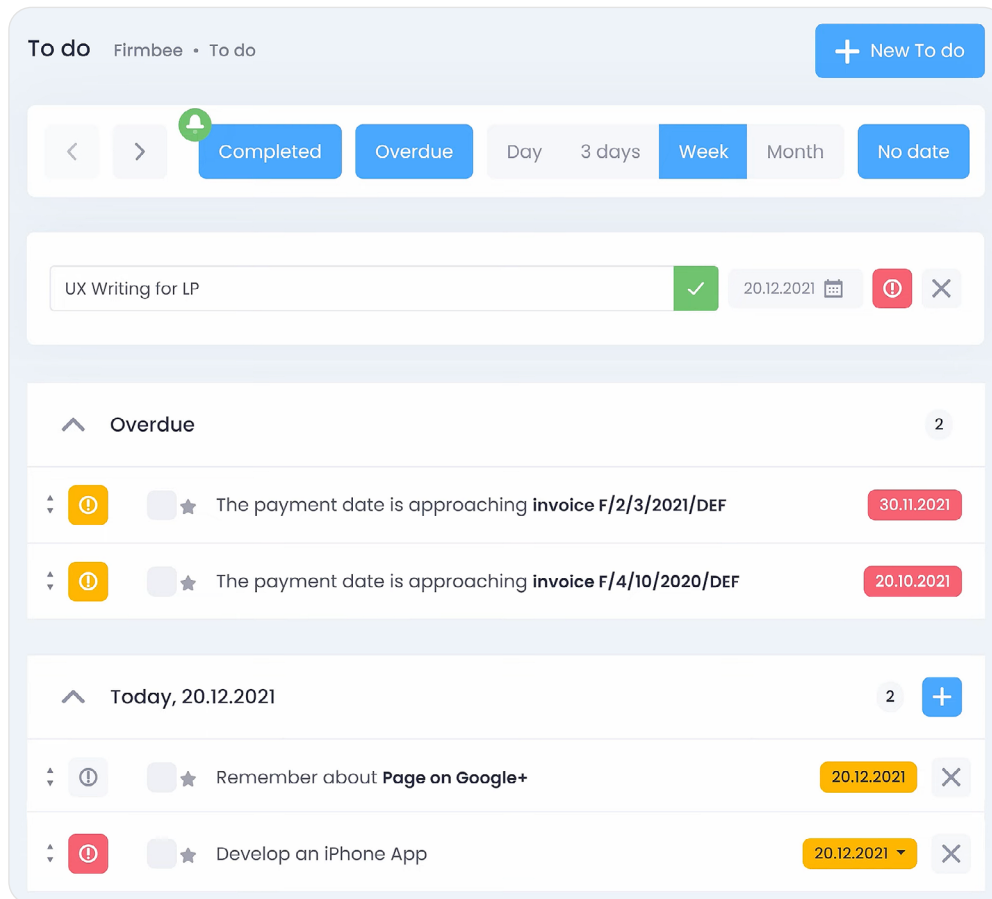 To do Firmbee • To do + New To do
Completed Overdue Day 3 days Week Month No date
UX Writing for LP 20.12.2021
Overdue 2
The payment date is approaching invoice F/2/3/2021/DEF 30.11.2021
The payment date is approaching invoice F/4/10/2020/DEF 20.10.2021
Today, 20.12.2021 2
Remember about Page on Google+ 20.12.2021
Develop an iPhone App 20.12.2021